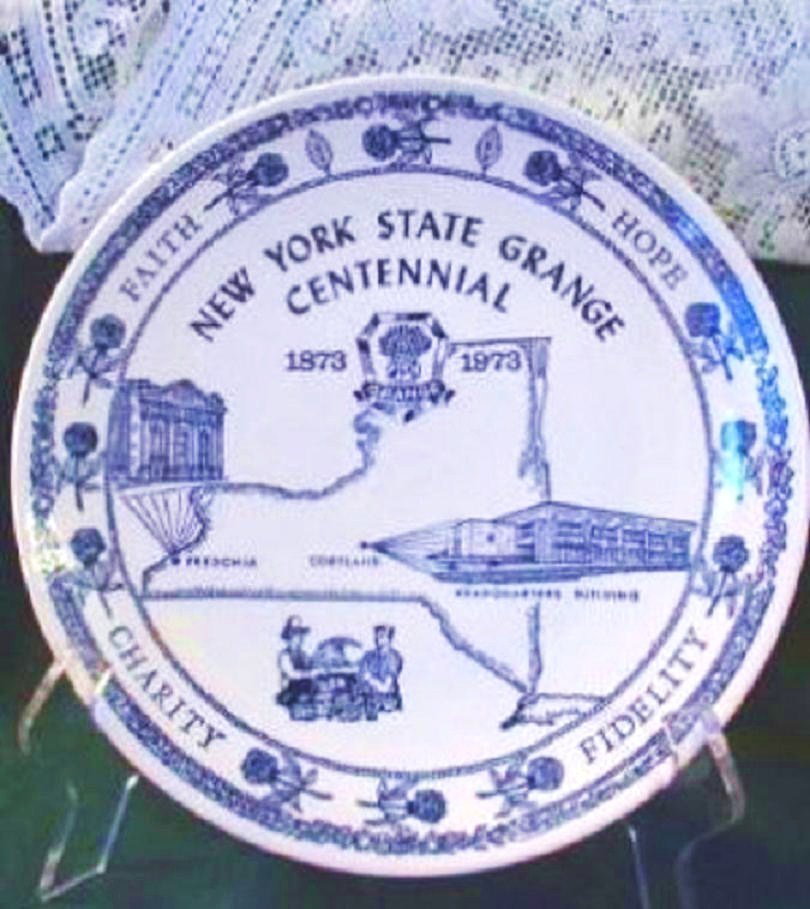 FAITH
HOPE
NEW YORK STATE GRANGE
CENTENNIAL
1873 1973
FREDONIA
CORTLAND
HEADQUARTERS BUILDING
CHARITY
FIDELITY